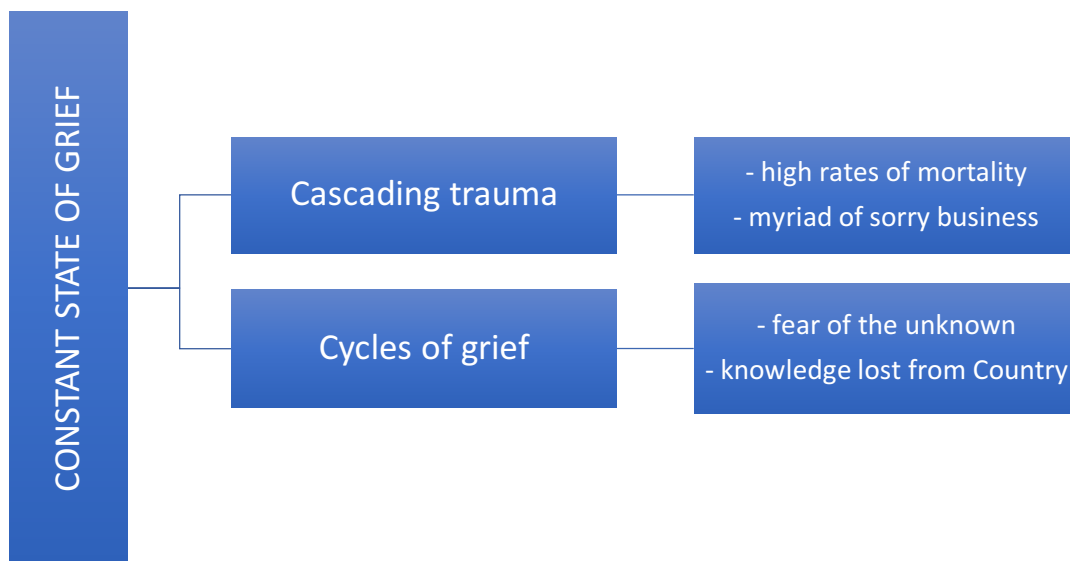 CONSTANT STATE OF GRIEF
Cascading trauma
- high rates of mortality
- myriad of sorry business
Cycles of grief
- fear of the unknown
- knowledge lost from Country